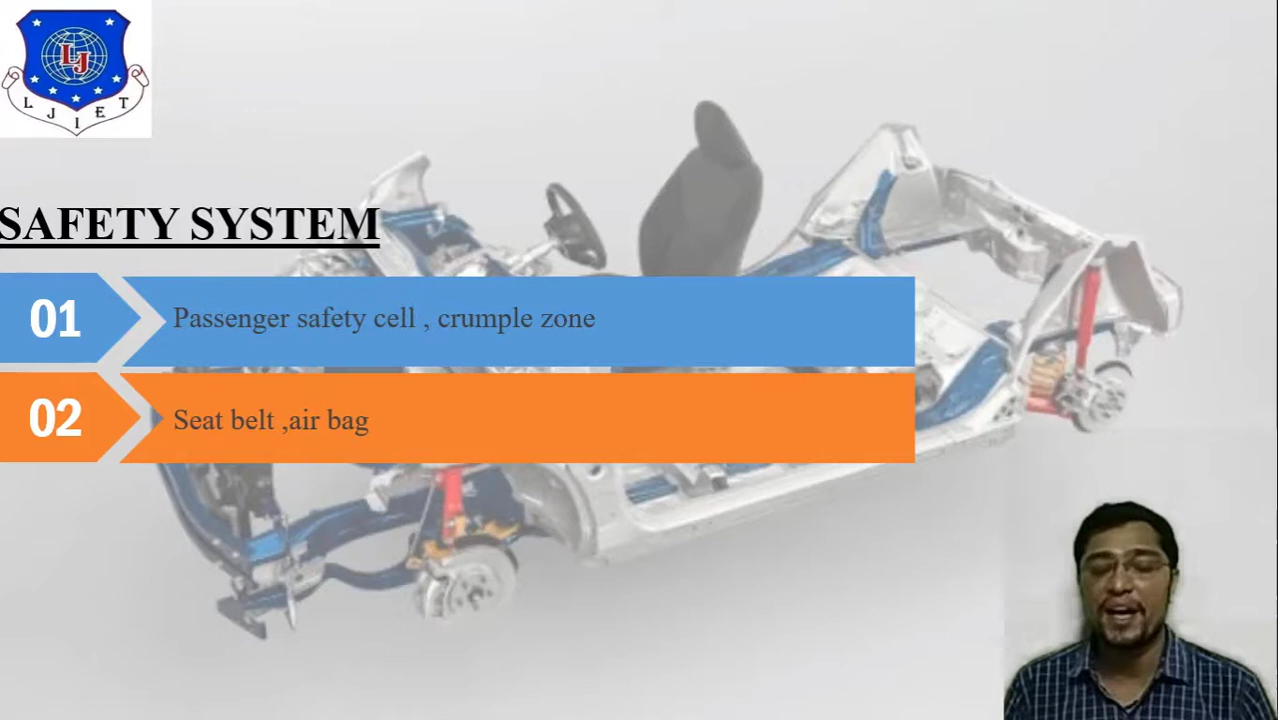 LJ
L J I E T
SAFETY SYSTEM
01
Passenger safety cell , crumple zone
02
Seat belt ,air bag